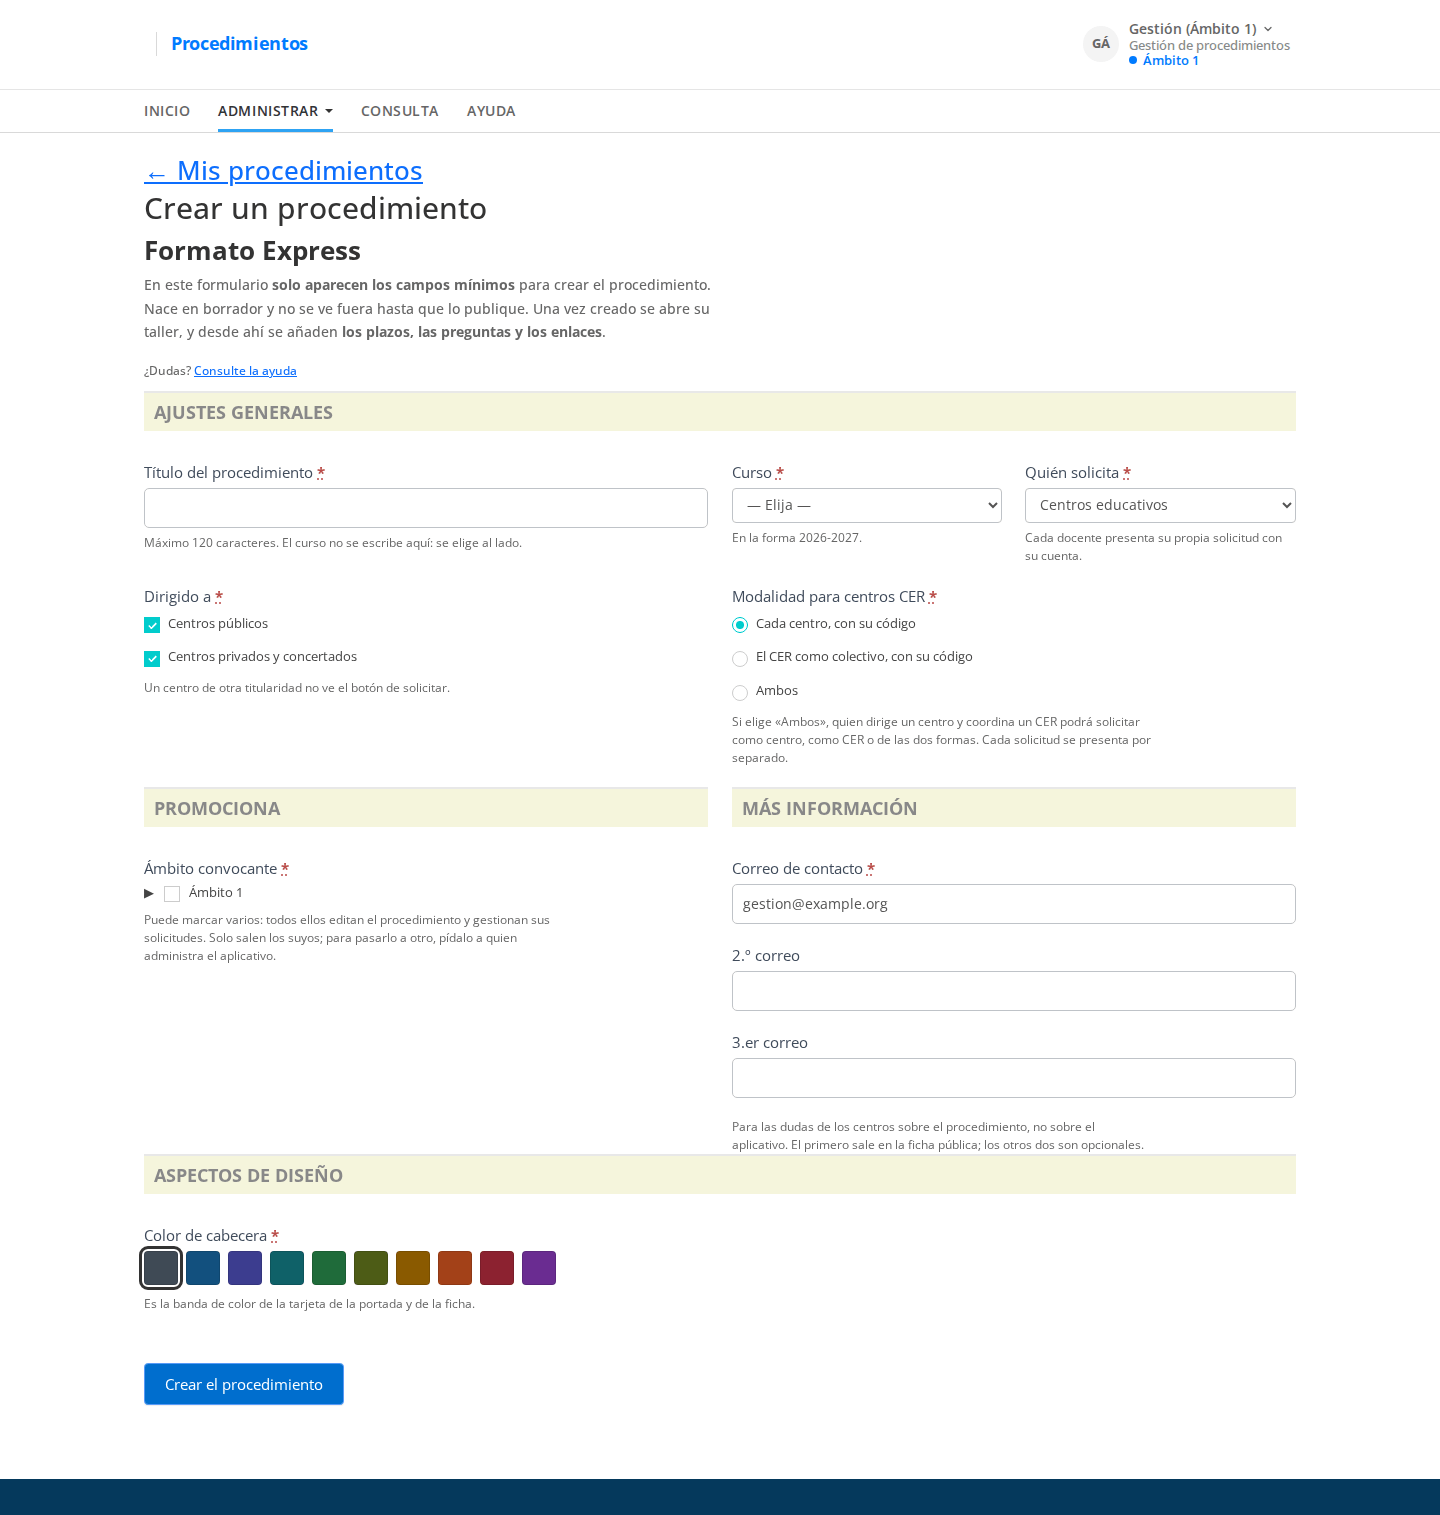 Procedimientos
GÁ
Gestión (Ámbito 1)
Gestión de procedimientos
Ámbito 1
INICIO
ADMINISTRAR
CONSULTA
AYUDA
← Mis procedimientos
Crear un procedimiento
Formato Express
En este formulario solo aparecen los campos mínimos para crear el procedimiento.
Nace en borrador y no se ve fuera hasta que lo publique. Una vez creado se abre su
taller, y desde ahí se añaden los plazos, las preguntas y los enlaces.
¿Dudas? Consulte la ayuda
AJUSTES GENERALES
Título del procedimiento *
Máximo 120 caracteres. El curso no se escribe aquí: se elige al lado.
Curso *
— Elija —
En la forma 2026-2027.
Quién solicita *
Centros educativos
Cada docente presenta su propia solicitud con
su cuenta.
Dirigido a *
Centros públicos
Centros privados y concertados
Un centro de otra titularidad no ve el botón de solicitar.
Modalidad para centros CER *
Cada centro, con su código
El CER como colectivo, con su código
Ambos
Si elige «Ambos», quien dirige un centro y coordina un CER podrá solicitar
como centro, como CER o de las dos formas. Cada solicitud se presenta por
separado.
PROMOCIONA
Ámbito convocante *
▶ Ámbito 1
Puede marcar varios: todos ellos editan el procedimiento y gestionan sus
solicitudes. Solo salen los suyos; para pasarlo a otro, pídalo a quien
administra el aplicativo.
MÁS INFORMACIÓN
Correo de contacto *
gestion@example.org
2.º correo
3.er correo
Para las dudas de los centros sobre el procedimiento, no sobre el
aplicativo. El primero sale en la ficha pública; los otros dos son opcionales.
ASPECTOS DE DISEÑO
Color de cabecera *
Es la banda de color de la tarjeta de la portada y de la ficha.
Crear el procedimiento